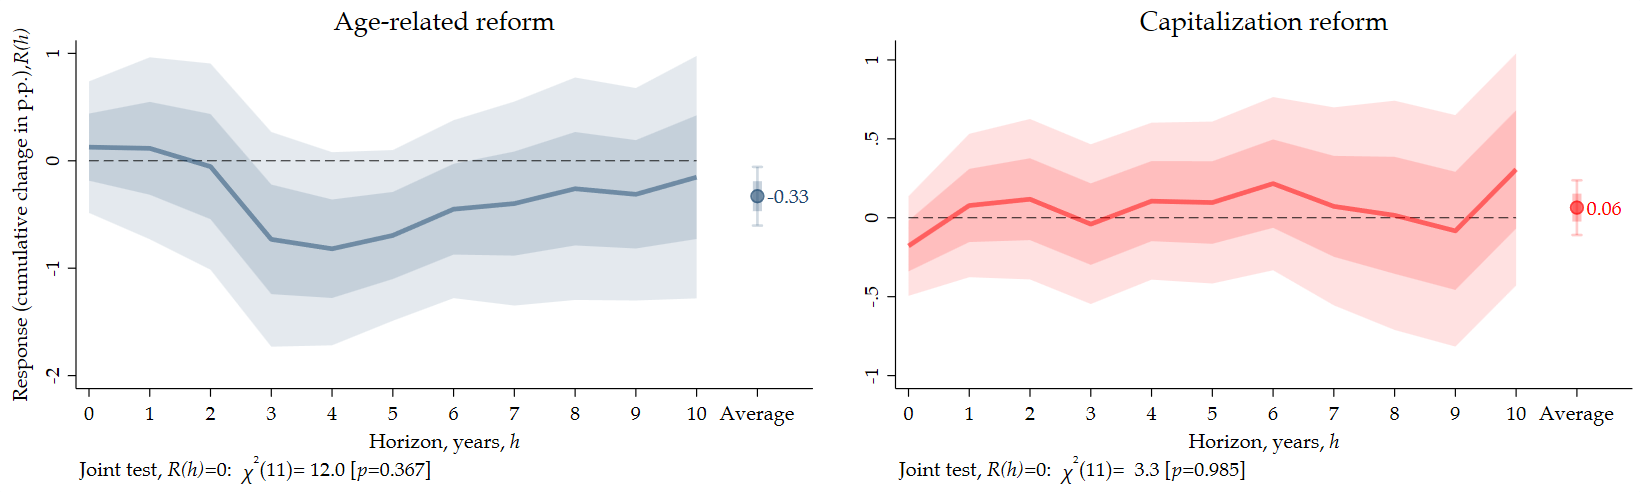 Age-related reform
Response (cumulative change in p.p.),R(h)
1
0
-1
-2
-0.33
0 1 2 3 4 5 6 7 8 9 10 Average
Horizon, years, h
Joint test, R(h)=0: χ²(11)= 12.0 [p=0.367]
Capitalization reform
1
.5
0
-.5
-1
0.06
0 1 2 3 4 5 6 7 8 9 10 Average
Horizon, years, h
Joint test, R(h)=0: χ²(11)= 3.3 [p=0.985]